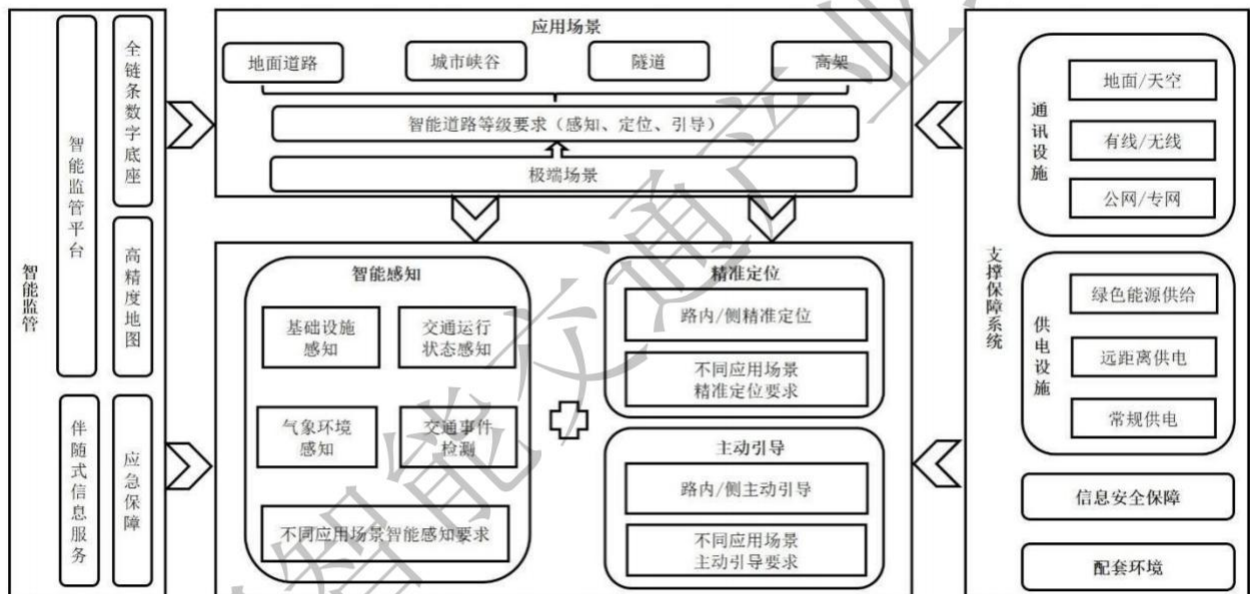 智能监管
智能监管平台
全链条数字底座
高精度地图
伴随式信息服务
应急保障
应用场景
地面道路
城市峡谷
隧道
高架
智能道路等级要求（感知、定位、引导）
极端场景
智能感知
基础设施
感知
交通运行
状态感知
气象环境
感知
交通事件
检测
不同应用场景智能感知要求
精准定位
路内/侧精准定位
不同应用场景
精准定位要求
主动引导
路内/侧主动引导
不同应用场景
主动引导要求
支撑保障系统
通讯设施
地面/天空
有线/无线
公网/专网
供电设施
绿色能源供给
远距离供电
常规供电
信息安全保障
配套环境
智能交通产业